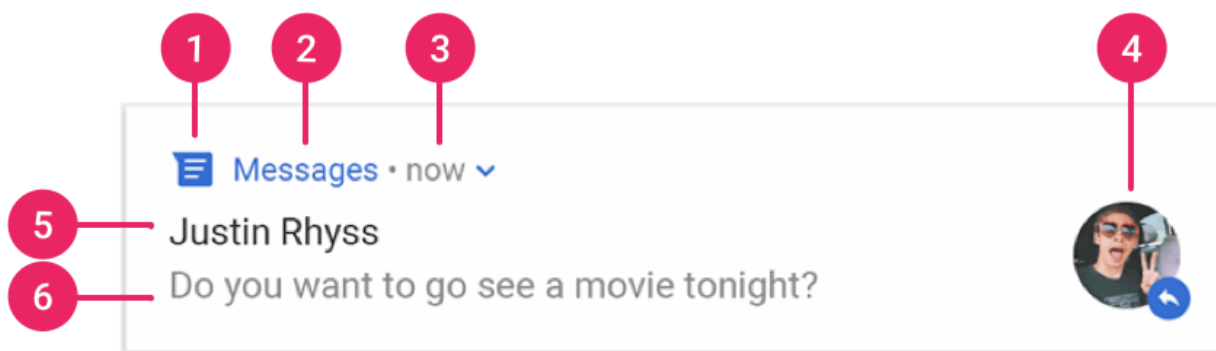 1 2 3 4
Messages • now
5 Justin Rhyss
6 Do you want to go see a movie tonight?